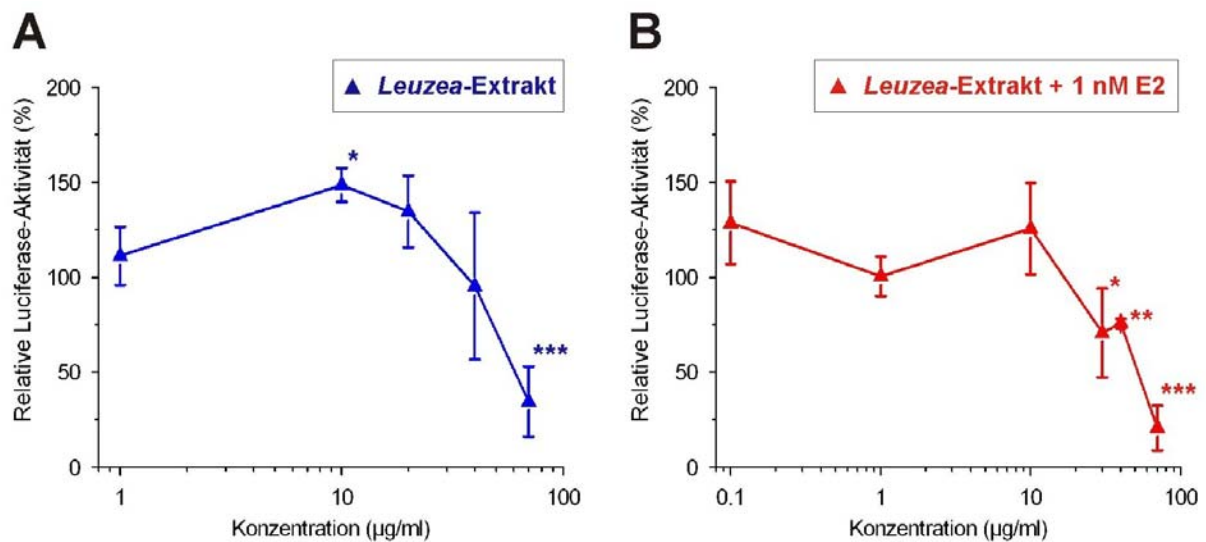 A
B
Leuzea-Extrakt
Leuzea-Extrakt + 1 nM E2
Relative Luciferase-Aktivität (%)
200
150
100
50
0
*
***
1
10
100
Konzentration (µg/ml)
Relative Luciferase-Aktivität (%)
200
150
100
50
0
*
**
***
0.1
1
10
100
Konzentration (µg/ml)